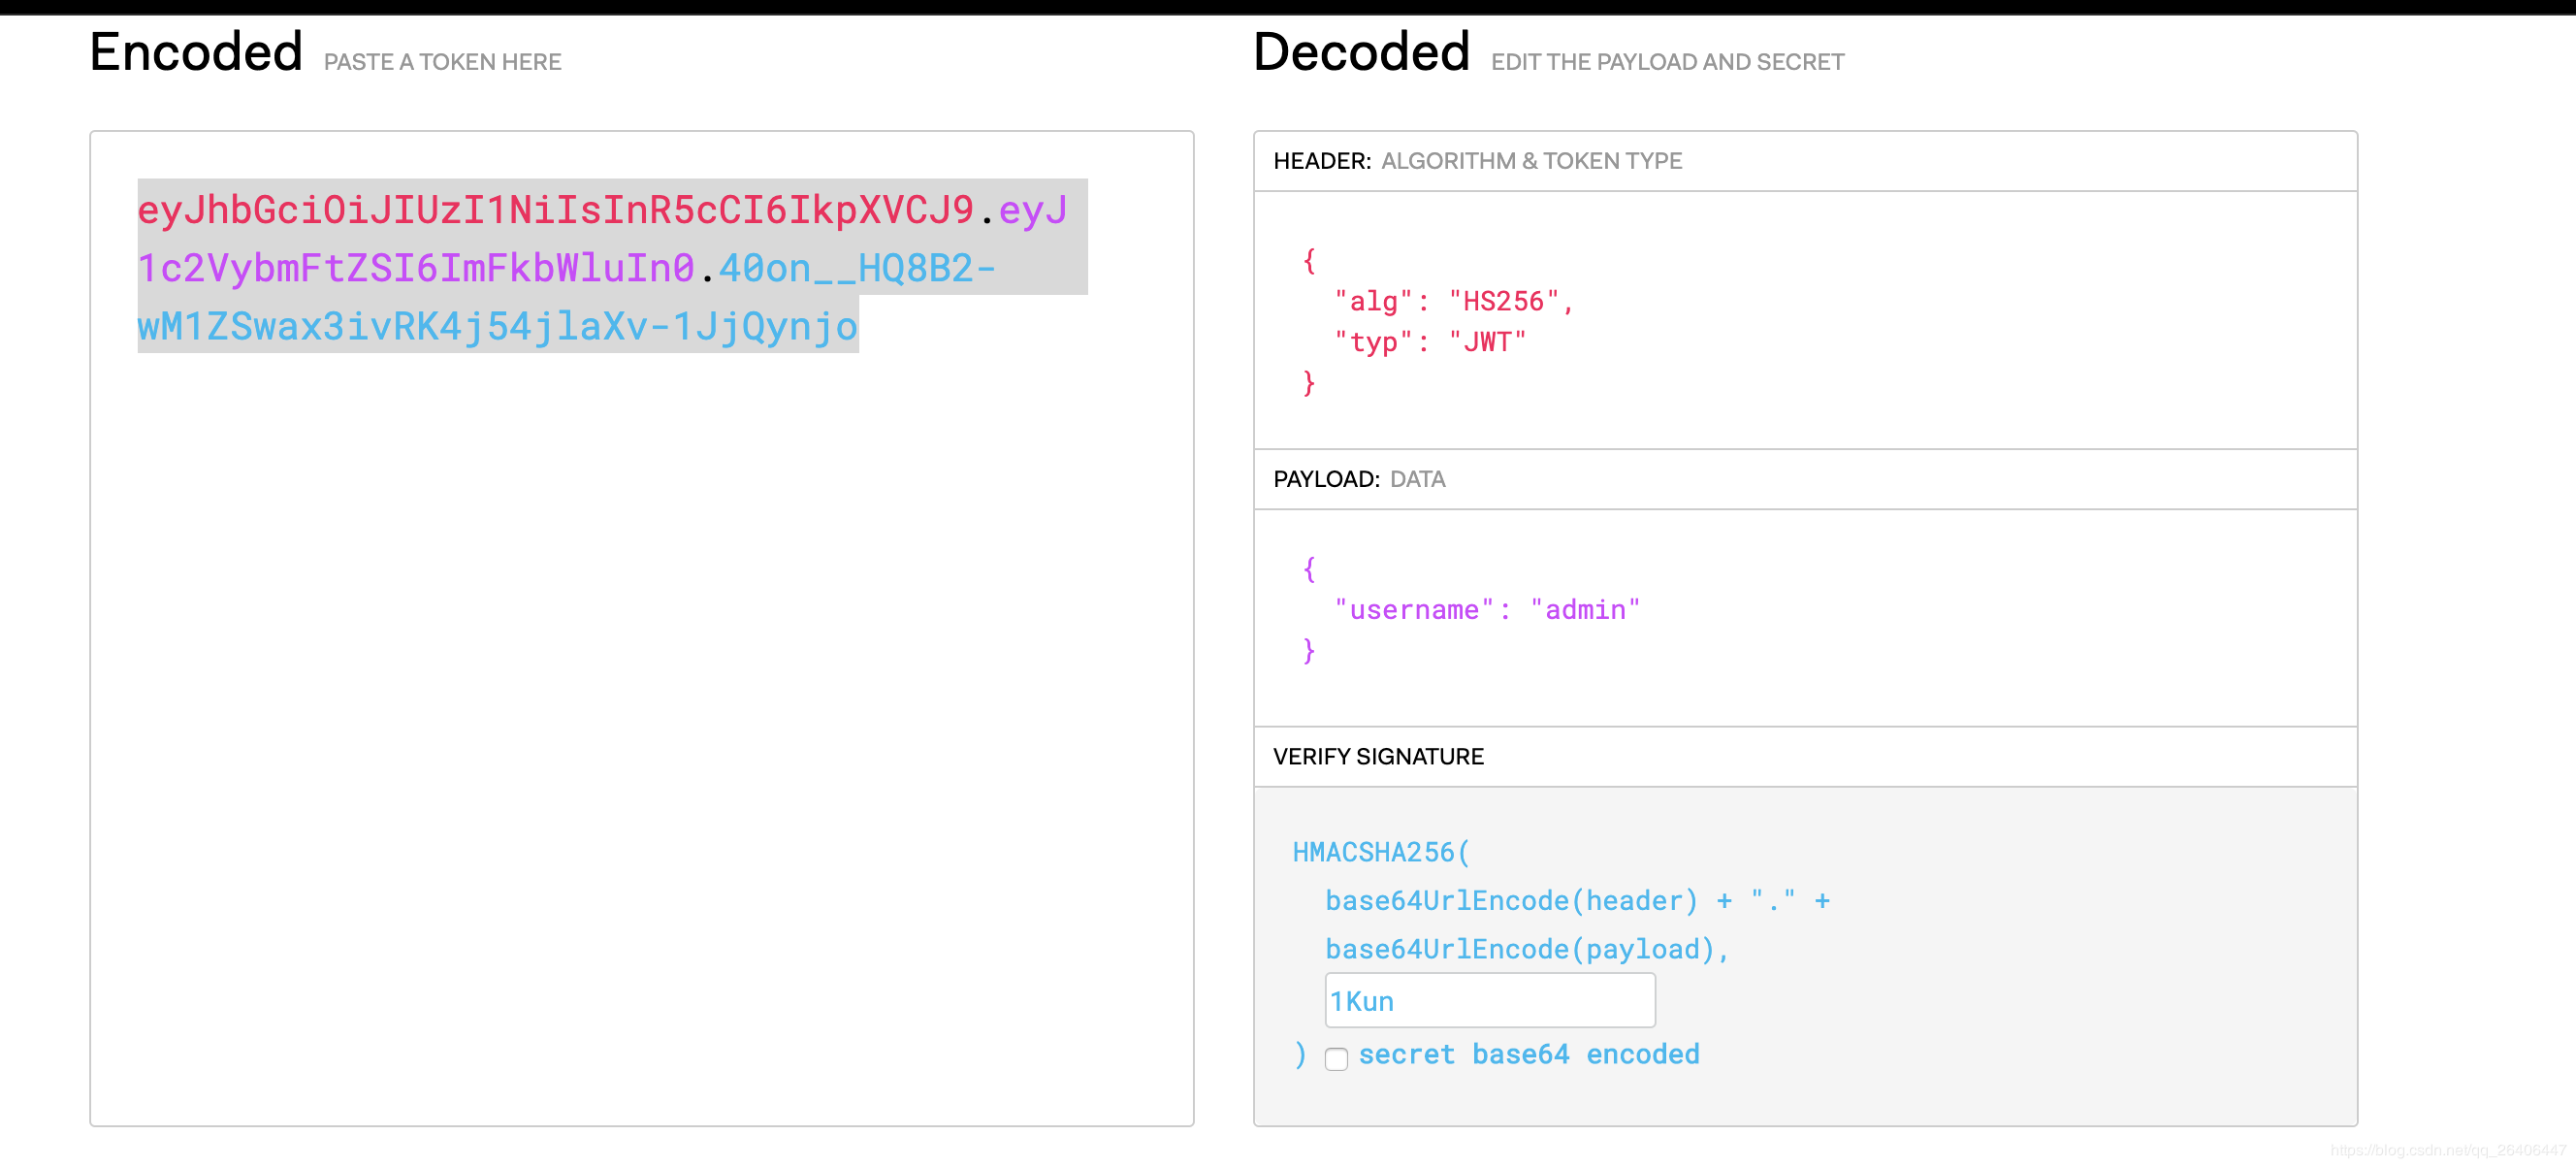 Encoded PASTE A TOKEN HERE
eyJhbGciOiJIUzI1NiIsInR5cCI6IkpXVCJ9.eyJ
1c2VybmFtZSI6ImFkbWluIn0.40on__HQ8B2-
wM1ZSwax3ivRK4j54jlaXv-1JjQynjo
Decoded EDIT THE PAYLOAD AND SECRET
HEADER: ALGORITHM & TOKEN TYPE
{
"alg": "HS256",
"typ": "JWT"
}
PAYLOAD: DATA
{
"username": "admin"
}
VERIFY SIGNATURE
HMACSHA256(
base64UrlEncode(header) + "." +
base64UrlEncode(payload),
1Kun
) secret base64 encoded
https://blog.csdn.net/qq_26406447